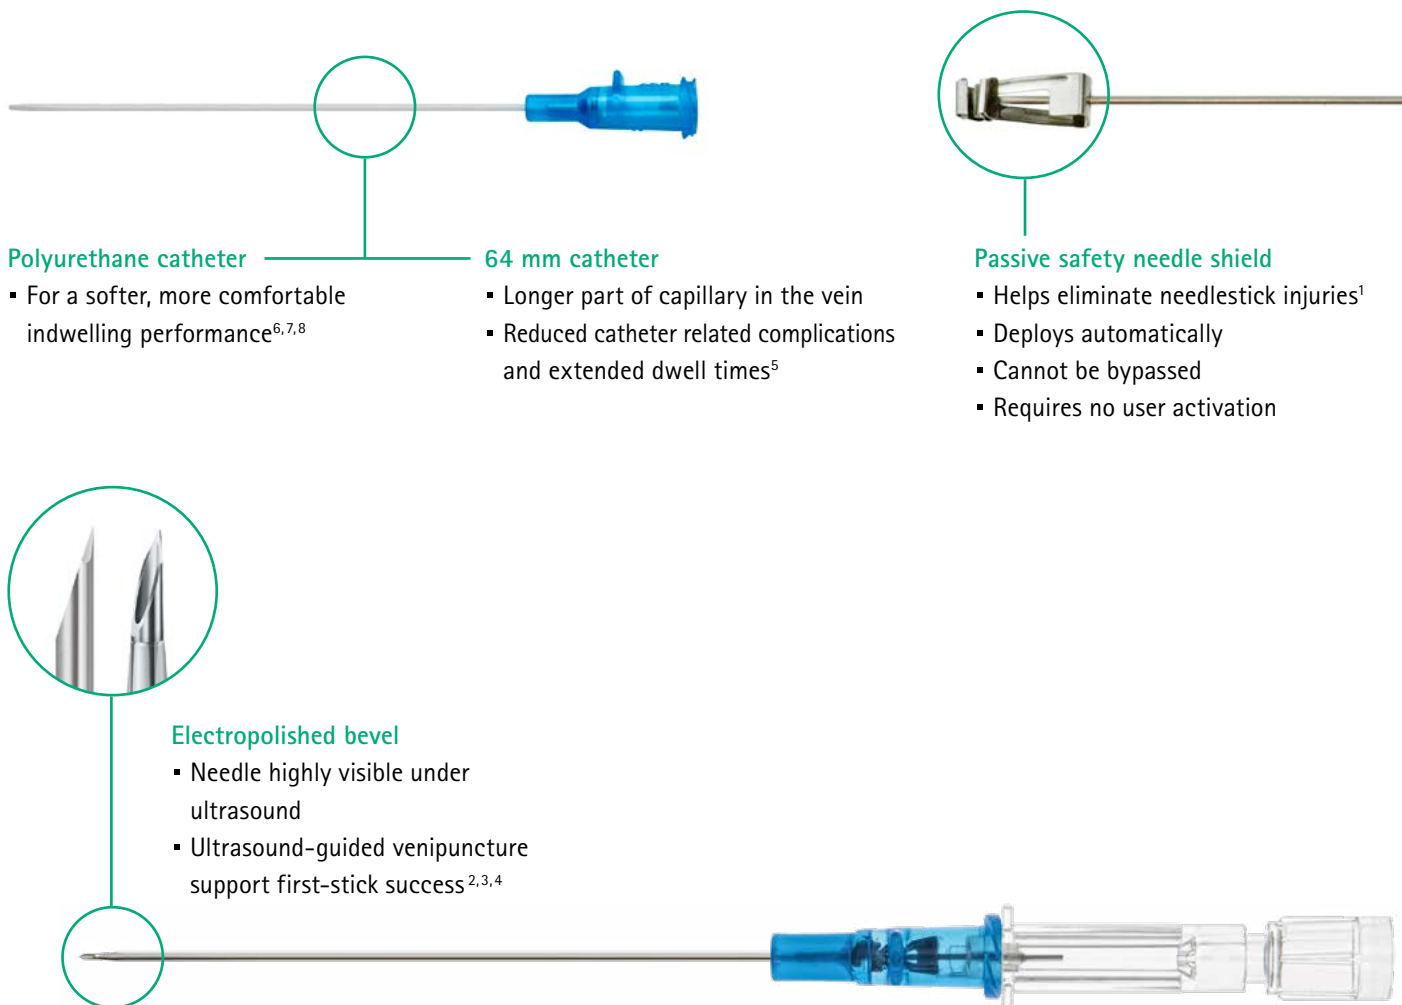 Polyurethane catheter
▪ For a softer, more comfortable
indwelling performance⁶,⁷,⁸
64 mm catheter
▪ Longer part of capillary in the vein
▪ Reduced catheter related complications
and extended dwell times⁵
Passive safety needle shield
▪ Helps eliminate needlestick injuries¹
▪ Deploys automatically
▪ Cannot be bypassed
▪ Requires no user activation
Electropolished bevel
▪ Needle highly visible under
ultrasound
▪ Ultrasound-guided venipuncture
support first-stick success²,³,⁴